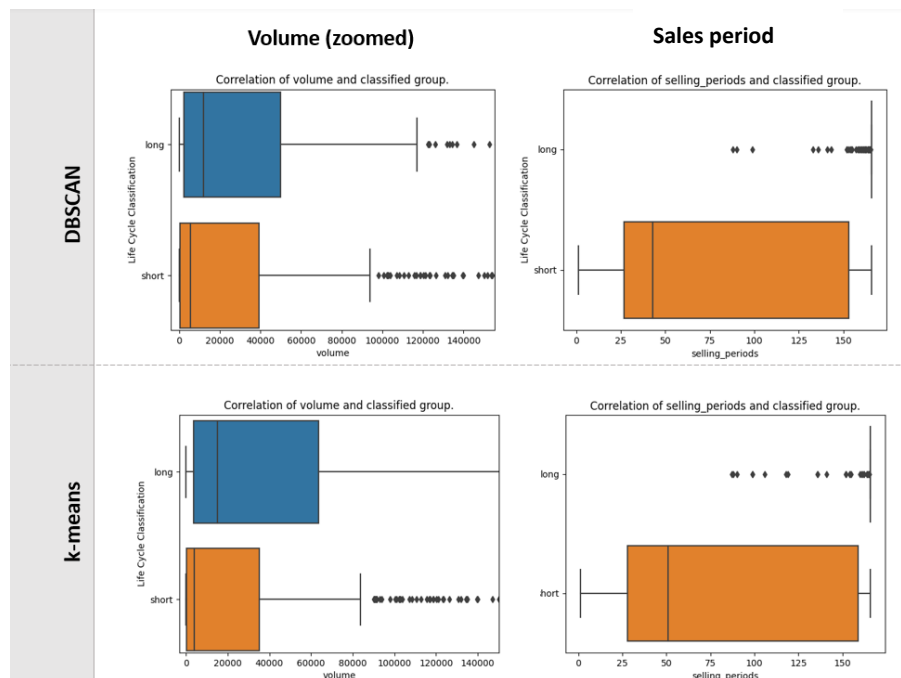 Volume (zoomed)
Sales period
DBSCAN
Correlation of volume and classified group.
Life Cycle Classification
long
short
0 20000 40000 60000 80000 100000 120000 140000
volume
Correlation of selling_periods and classified group.
Life Cycle Classification
long
short
0 25 50 75 100 125 150
selling_periods
k-means
Correlation of volume and classified group.
Life Cycle Classification
long
short
0 20000 40000 60000 80000 100000 120000 140000
volume
Correlation of selling_periods and classified group.
long
hort
0 25 50 75 100 125 150
selling_periods